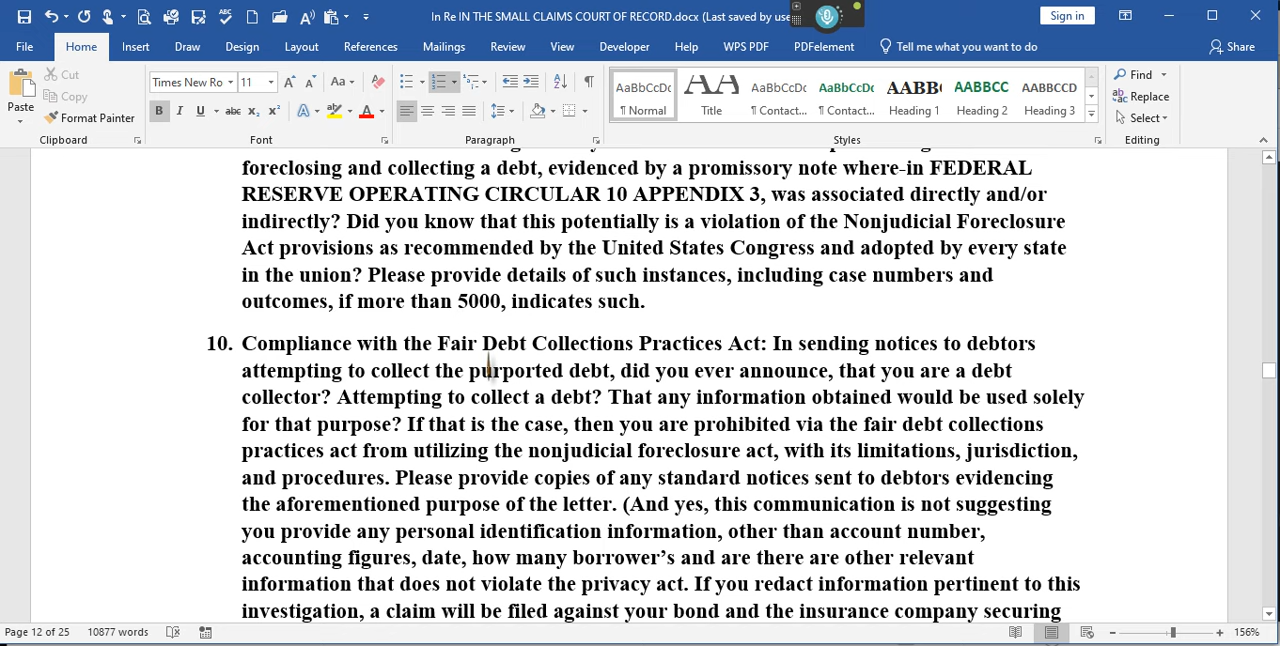 In Re IN THE SMALL CLAIMS COURT OF RECORD.docx (Last saved by use
Sign in
File Home Insert Draw Design Layout References Mailings Review View Developer Help WPS PDF PDFelement Tell me what you want to do Share
Paste
Cut
Copy
Format Painter
Clipboard
Times New Ro 11 Aa
B I U abc x₂ x² A A
Font
Paragraph
AaBbCcDc AA AaBbCcDc AaBbCcDc AABB( AABBCC AABBCCD
¶ Normal Title ¶ Contact... ¶ Contact... Heading 1 Heading 2 Heading 3
Styles
Find
Replace
Select
Editing
foreclosing and collecting a debt, evidenced by a promissory note where-in FEDERAL
RESERVE OPERATING CIRCULAR 10 APPENDIX 3, was associated directly and/or
indirectly? Did you know that this potentially is a violation of the Nonjudicial Foreclosure
Act provisions as recommended by the United States Congress and adopted by every state
in the union? Please provide details of such instances, including case numbers and
outcomes, if more than 5000, indicates such.
10. Compliance with the Fair Debt Collections Practices Act: In sending notices to debtors
attempting to collect the purported debt, did you ever announce, that you are a debt
collector? Attempting to collect a debt? That any information obtained would be used solely
for that purpose? If that is the case, then you are prohibited via the fair debt collections
practices act from utilizing the nonjudicial foreclosure act, with its limitations, jurisdiction,
and procedures. Please provide copies of any standard notices sent to debtors evidencing
the aforementioned purpose of the letter. (And yes, this communication is not suggesting
you provide any personal identification information, other than account number,
accounting figures, date, how many borrower's and are there are other relevant
information that does not violate the privacy act. If you redact information pertinent to this
investigation, a claim will be filed against your bond and the insurance company securing
Page 12 of 25 10877 words 156%